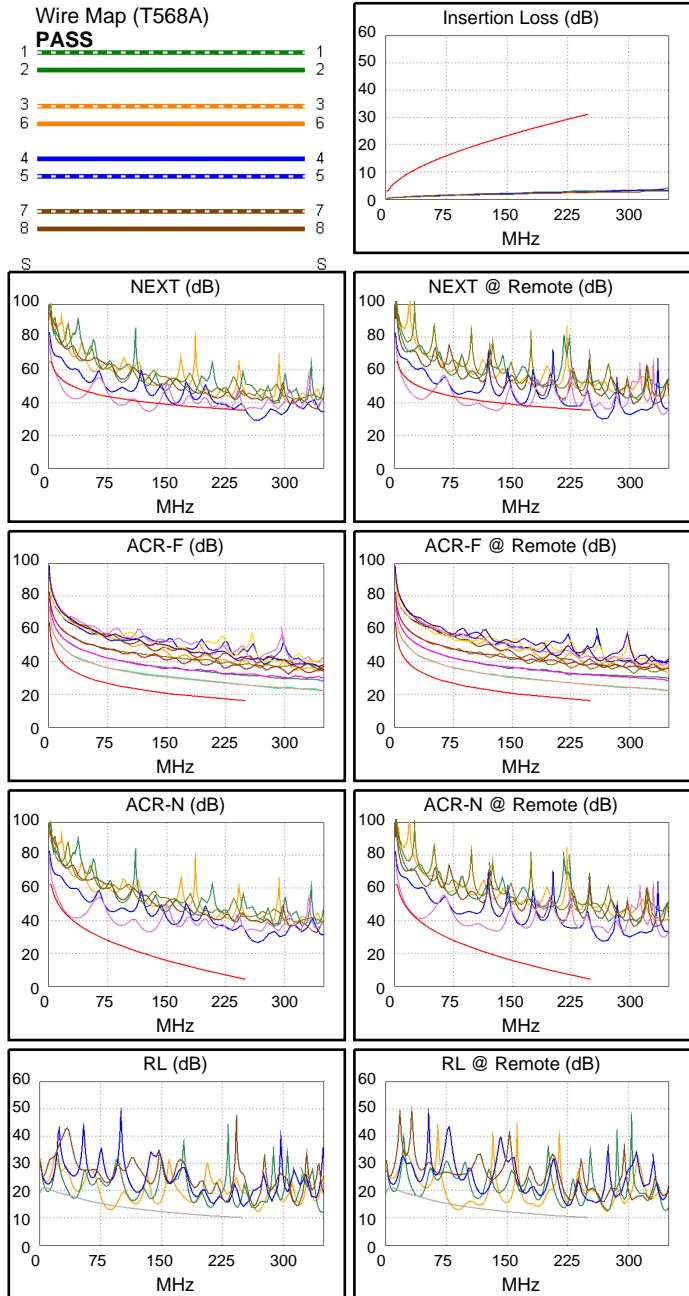 Wire Map (T568A)
PASS
1 1
2 2
3 3
6 6
4 4
5 5
7 7
8 8
S S
Insertion Loss (dB)
60
50
40
30
20
10
0
0 75 150 225 300
MHz
NEXT (dB)
100
80
60
40
20
0
0 75 150 225 300
MHz
NEXT @ Remote (dB)
100
80
60
40
20
0
0 75 150 225 300
MHz
ACR-F (dB)
100
80
60
40
20
0
0 75 150 225 300
MHz
ACR-F @ Remote (dB)
100
80
60
40
20
0
0 75 150 225 300
MHz
ACR-N (dB)
100
80
60
40
20
0
0 75 150 225 300
MHz
ACR-N @ Remote (dB)
100
80
60
40
20
0
0 75 150 225 300
MHz
RL (dB)
60
50
40
30
20
10
0
0 75 150 225 300
MHz
RL @ Remote (dB)
60
50
40
30
20
10
0
0 75 150 225 300
MHz